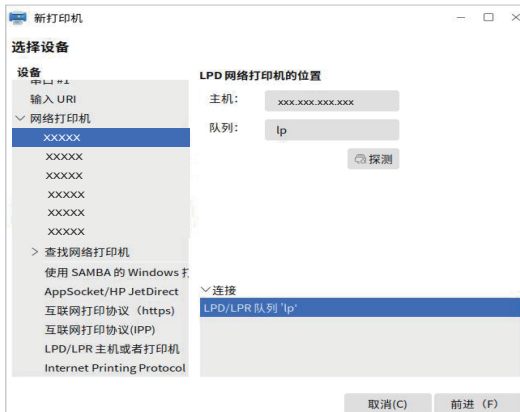 新打印机
选择设备
设备
串口 #1
输入 URI
网络打印机
XXXXX
XXXXX
XXXXX
XXXXX
XXXXX
XXXXX
查找网络打印机
使用 SAMBA 的 Windows 打
AppSocket/HP JetDirect
互联网打印协议（https）
互联网打印协议(IPP)
LPD/LPR 主机或者打印机
Internet Printing Protocol
LPD 网络打印机的位置
主机：
xxx.xxx.xxx.xxx
队列：
lp
探测
连接
LPD/LPR 队列 'lp'
取消(C)
前进（F）